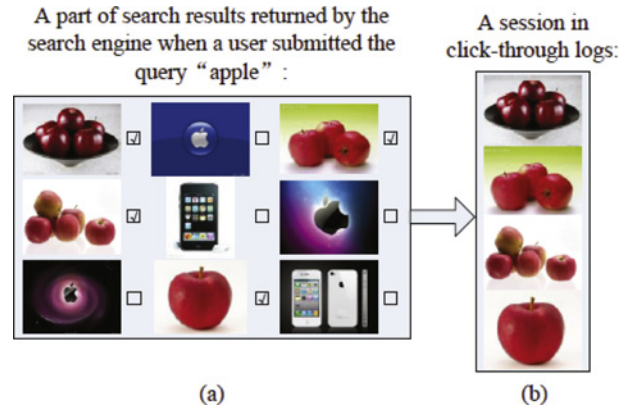 A part of search results returned by the
search engine when a user submitted the
query “apple” :
A session in
click-through logs:
(a)
(b)